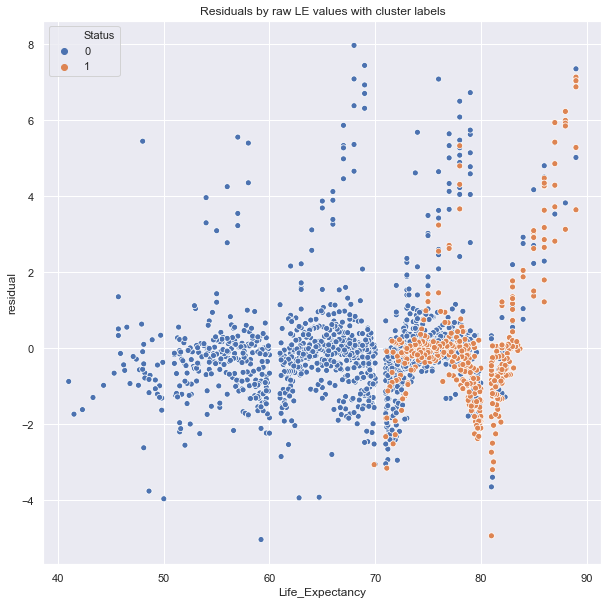 Residuals by raw LE values with cluster labels
Status
0
1
8
6
4
2
0
−2
−4
residual
40 50 60 70 80 90
Life_Expectancy